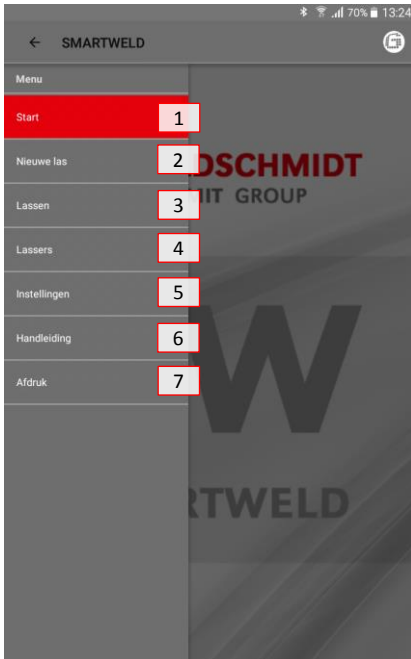 70% 13:24
← SMARTWELD
Menu
Start 1
Nieuwe las 2
Lassen 3
Lassers 4
Instellingen 5
Handleiding 6
Afdruk 7
DSCHMIDT
IT GROUP
W
RTWELD